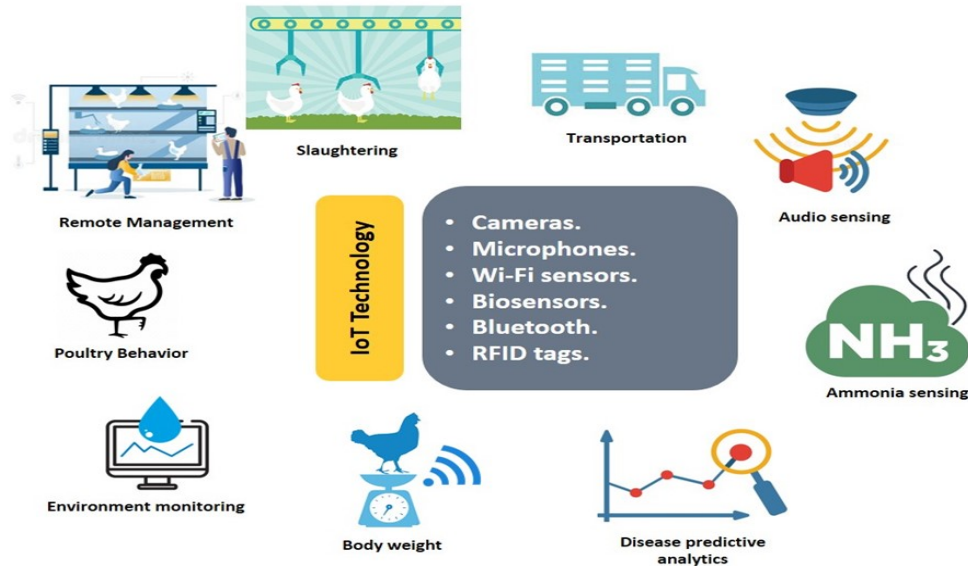 Slaughtering
Transportation
Remote Management
Audio sensing
IoT Technology
• Cameras.
• Microphones.
• Wi-Fi sensors.
• Biosensors.
• Bluetooth.
• RFID tags.
Poultry Behavior
NH3
Ammonia sensing
Environment monitoring
Body weight
Disease predictive
analytics